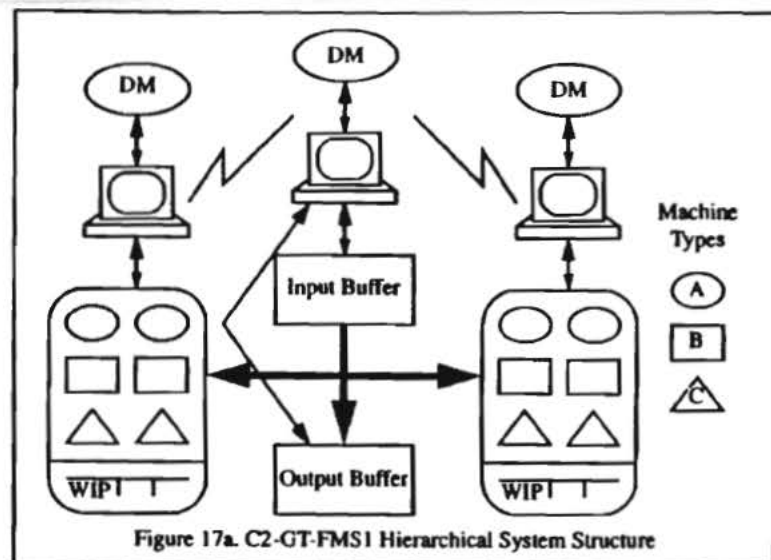 DM
DM
DM
Machine
Types
A
Input Buffer
B
C
WIP
Output Buffer
WIP
Figure 17a. C2-GT-FMS1 Hierarchical System Structure